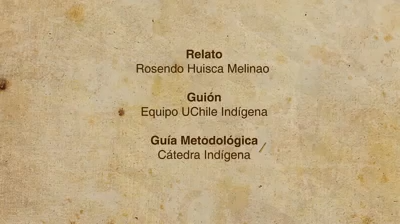 Relato
Rosendo Huisca Melinao
Guión
Equipo UChile Indígena
Guía Metodológica
Cátedra Indígena